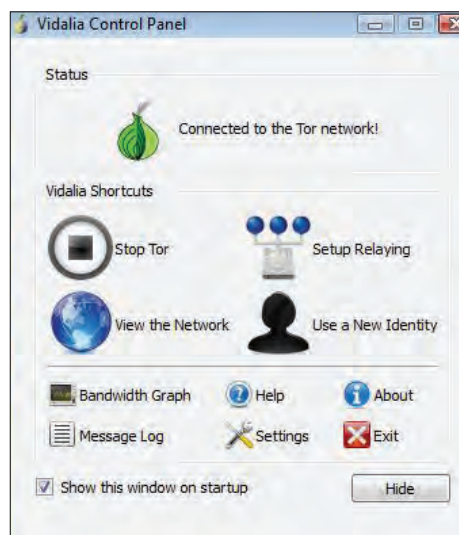 Vidalia Control Panel
Status
Connected to the Tor network!
Vidalia Shortcuts
Stop Tor
Setup Relaying
View the Network
Use a New Identity
Bandwidth Graph
Help
About
Message Log
Settings
Exit
Show this window on startup
Hide